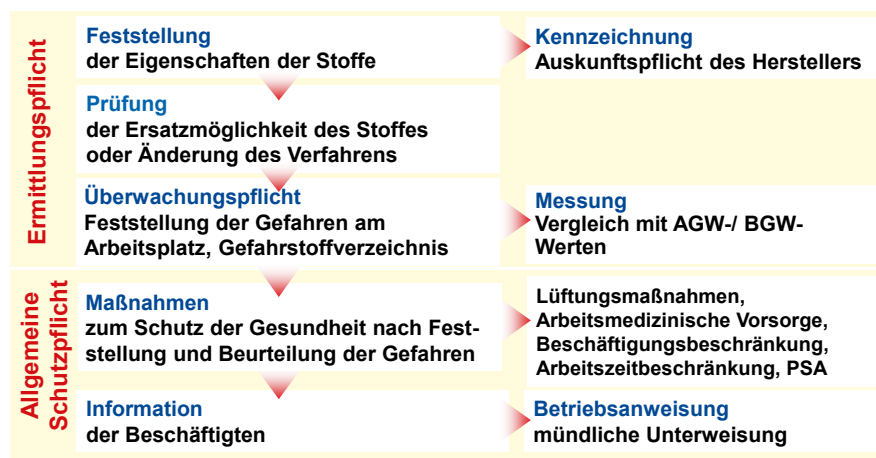 Ermittlungspflicht
Feststellung
der Eigenschaften der Stoffe
Kennzeichnung
Auskunftspflicht des Herstellers
Prüfung
der Ersatzmöglichkeit des Stoffes
oder Änderung des Verfahrens
Überwachungspflicht
Feststellung der Gefahren am
Arbeitsplatz, Gefahrstoffverzeichnis
Messung
Vergleich mit AGW-/ BGW-
Werten
Allgemeine
Schutzpflicht
Maßnahmen
zum Schutz der Gesundheit nach Fest-
stellung und Beurteilung der Gefahren
Lüftungsmaßnahmen,
Arbeitsmedizinische Vorsorge,
Beschäftigungsbeschränkung,
Arbeitszeitbeschränkung, PSA
Information
der Beschäftigten
Betriebsanweisung
mündliche Unterweisung